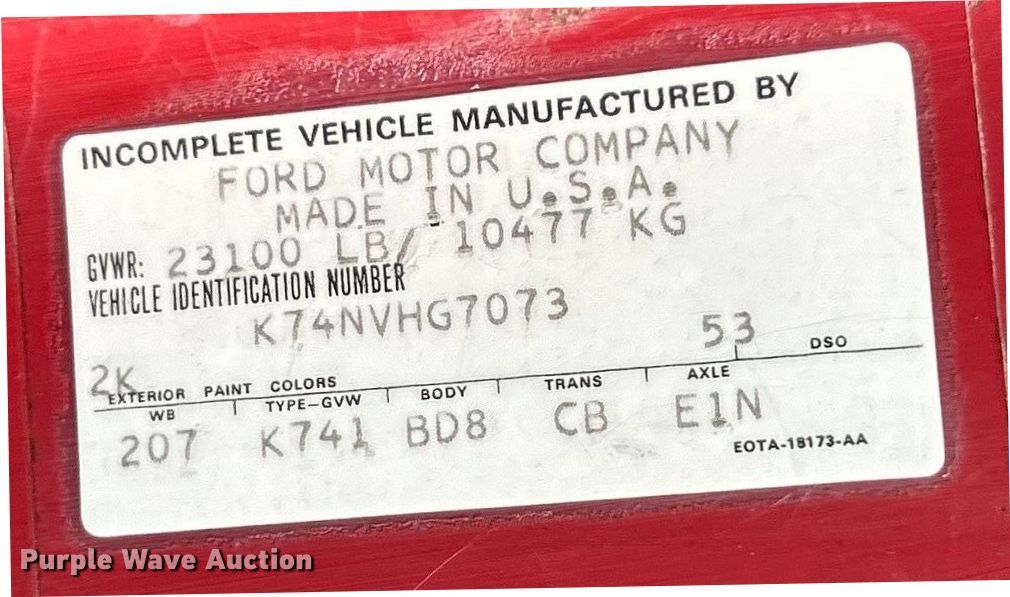 INCOMPLETE VEHICLE MANUFACTURED BY
FORD MOTOR COMPANY
MADE IN U.S.A.
GVWR: 23100 LB/ 10477 KG
VEHICLE IDENTIFICATION NUMBER
K74NVHG7073
2K 53 DSO
EXTERIOR PAINT COLORS
WB TYPE-GVW BODY TRANS AXLE
207 K741 BD8 CB E1N
EOTA-18173-AA
Purple Wave Auction